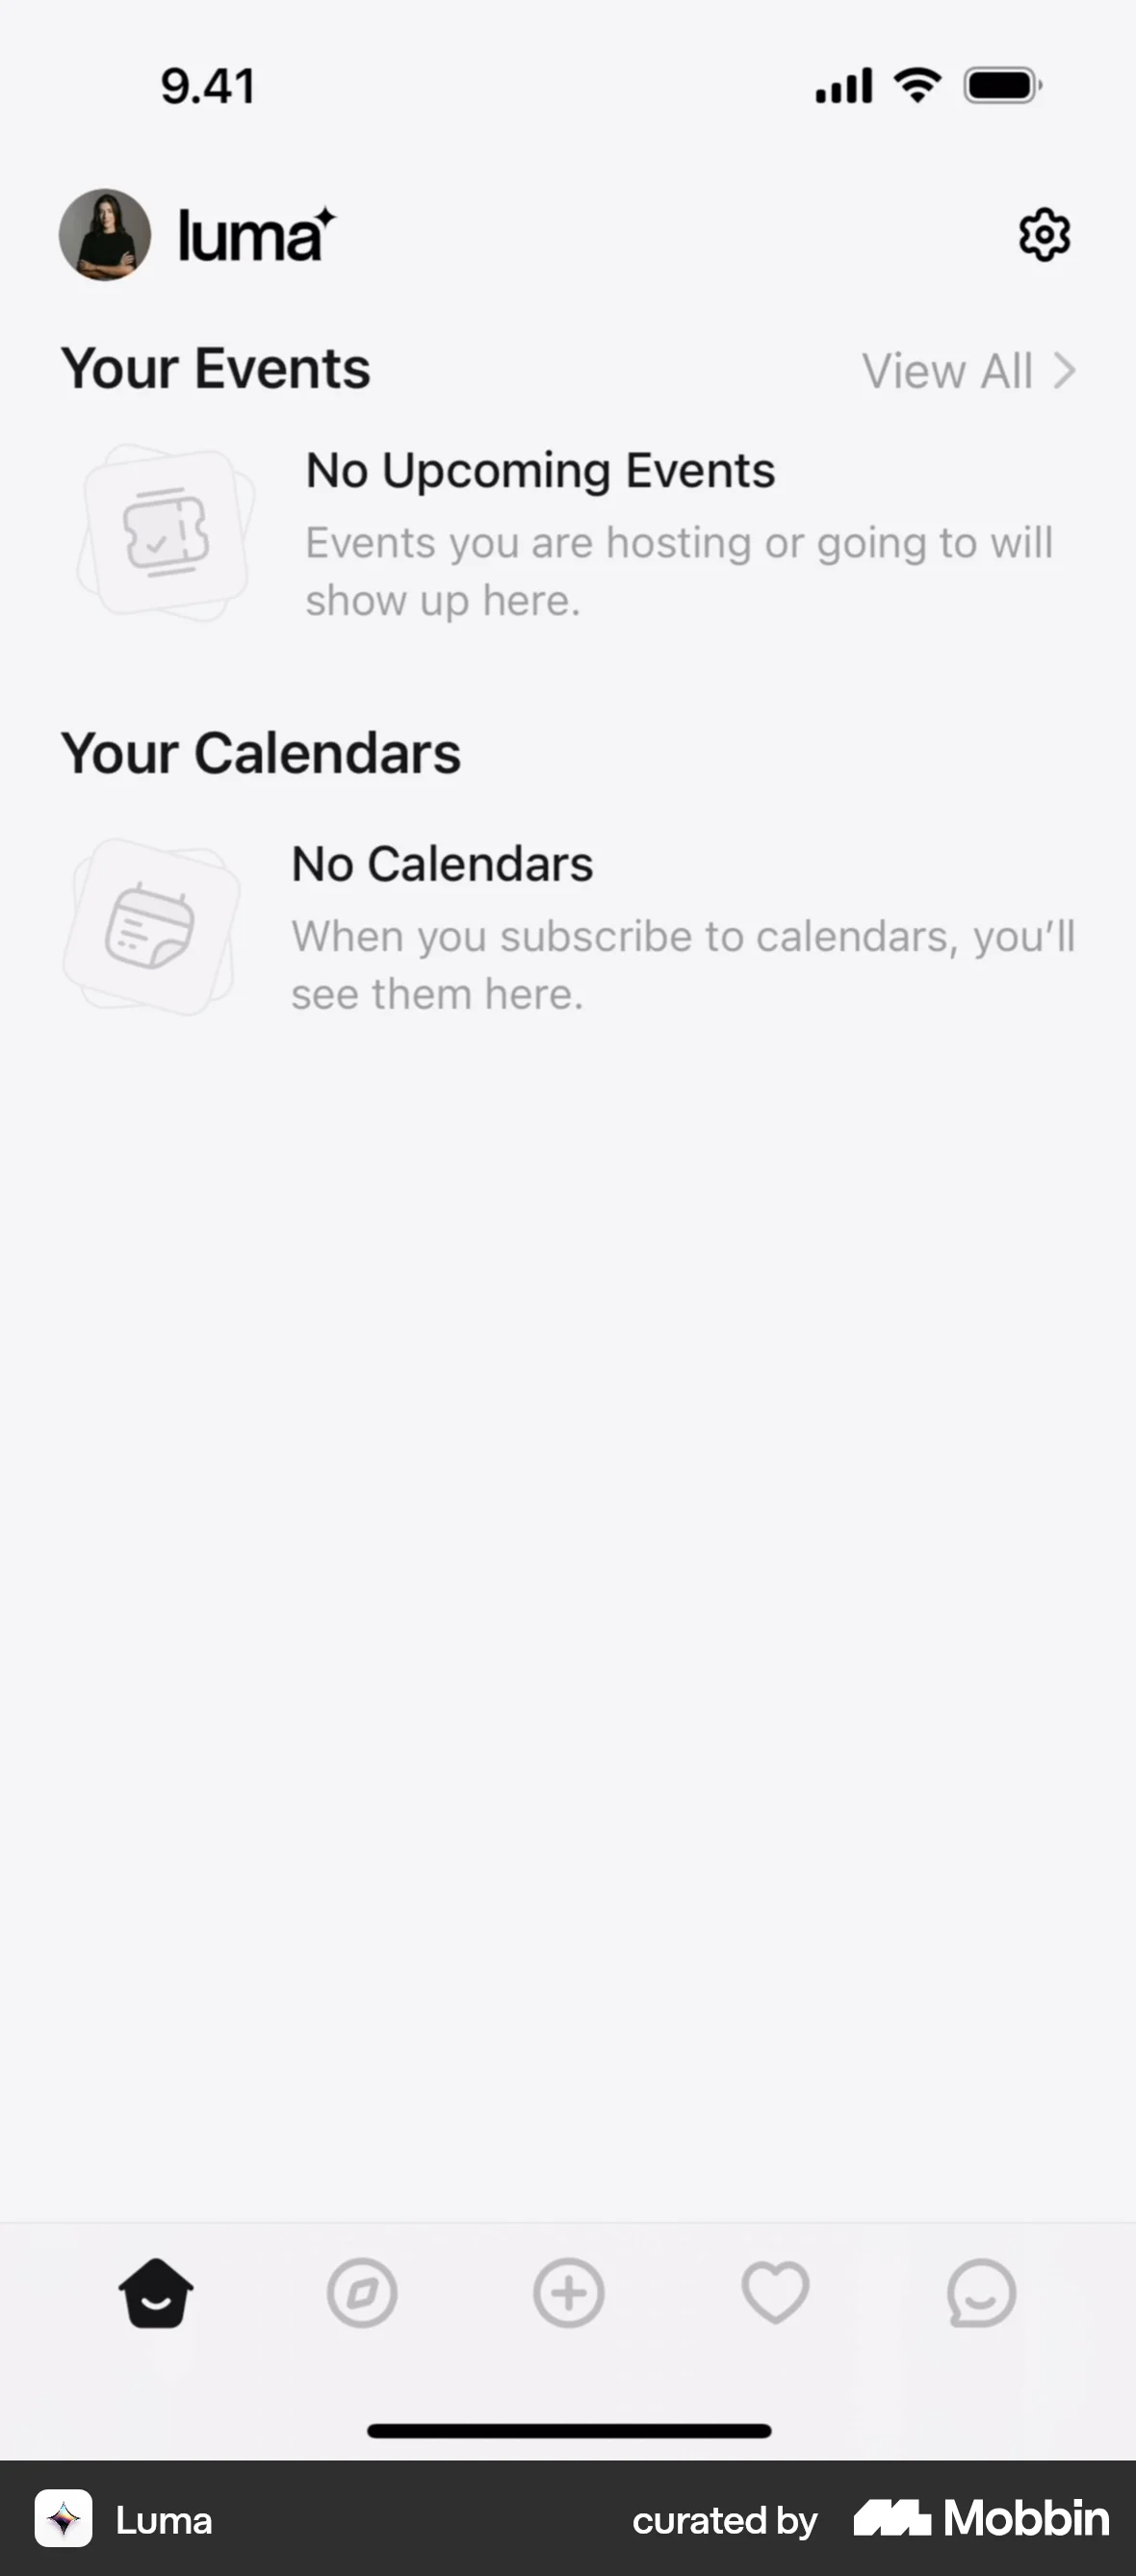 9.41
luma
Your Events
View All
No Upcoming Events
Events you are hosting or going to will
show up here.
Your Calendars
No Calendars
When you subscribe to calendars, you’ll
see them here.
Luma
curated by Mobbin